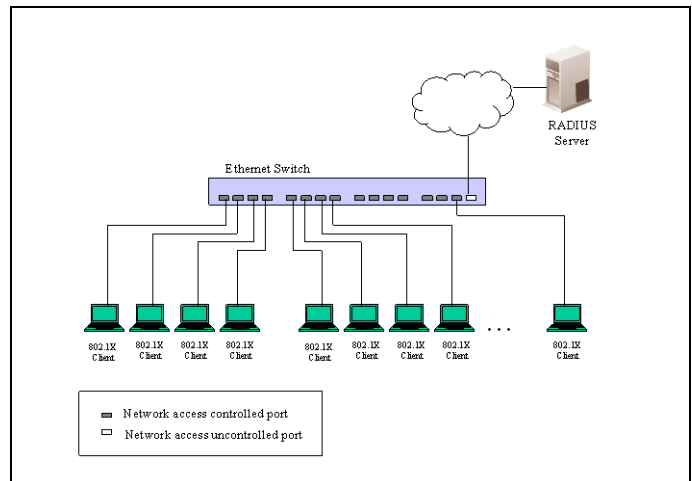 RADIUS
Server
Ethernet Switch
802.1X
Client
802.1X
Client
802.1X
Client
802.1X
Client
802.1X
Client
802.1X
Client
802.1X
Client
802.1X
Client
. . .
802.1X
Client
Network access controlled port
Network access uncontrolled port